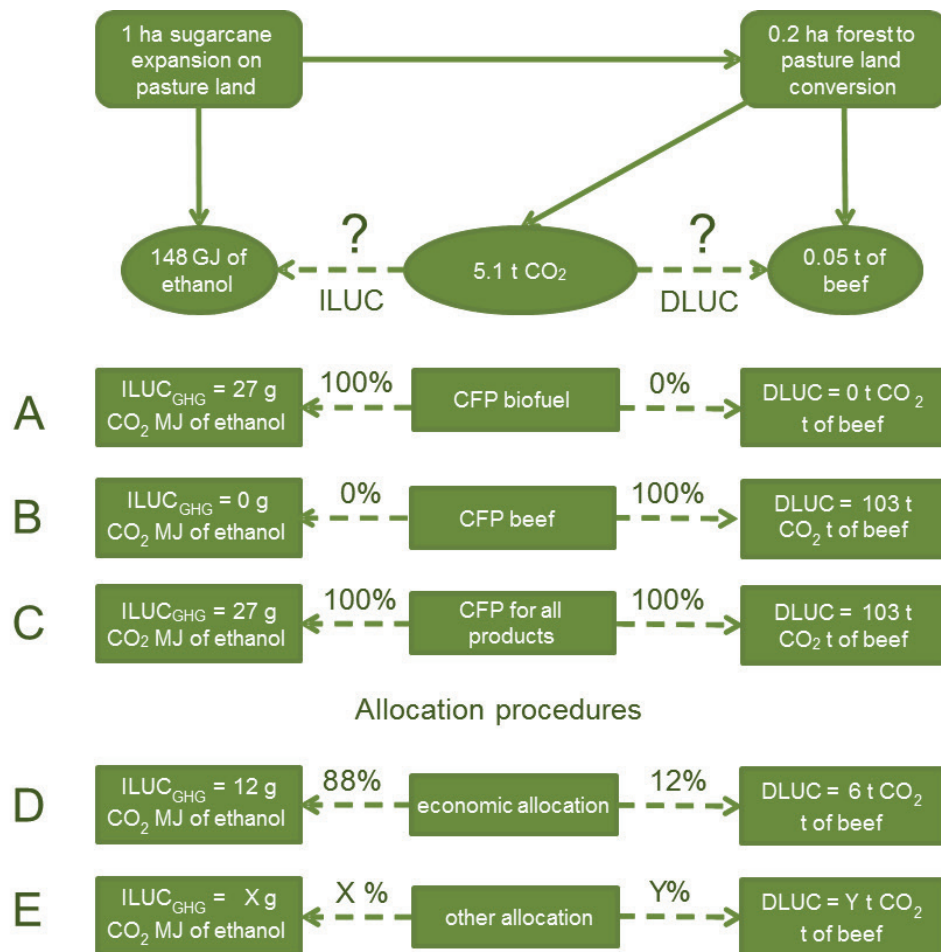 1 ha sugarcane
expansion on
pasture land
0.2 ha forest to
pasture land
conversion
148 GJ of
ethanol
?
ILUC
5.1 t CO₂
?
DLUC
0.05 t of
beef
A
ILUC_GHG = 27 g
CO₂ MJ of ethanol
100%
CFP biofuel
0%
DLUC = 0 t CO₂
t of beef
B
ILUC_GHG = 0 g
CO₂ MJ of ethanol
0%
CFP beef
100%
DLUC = 103 t
CO₂ t of beef
C
ILUC_GHG = 27 g
CO₂ MJ of ethanol
100%
CFP for all
products
100%
DLUC = 103 t
CO₂ t of beef
Allocation procedures
D
ILUC_GHG = 12 g
CO₂ MJ of ethanol
88%
economic allocation
12%
DLUC = 6 t CO₂
t of beef
E
ILUC_GHG = X g
CO₂ MJ of ethanol
X %
other allocation
Y%
DLUC = Y t CO₂
t of beef